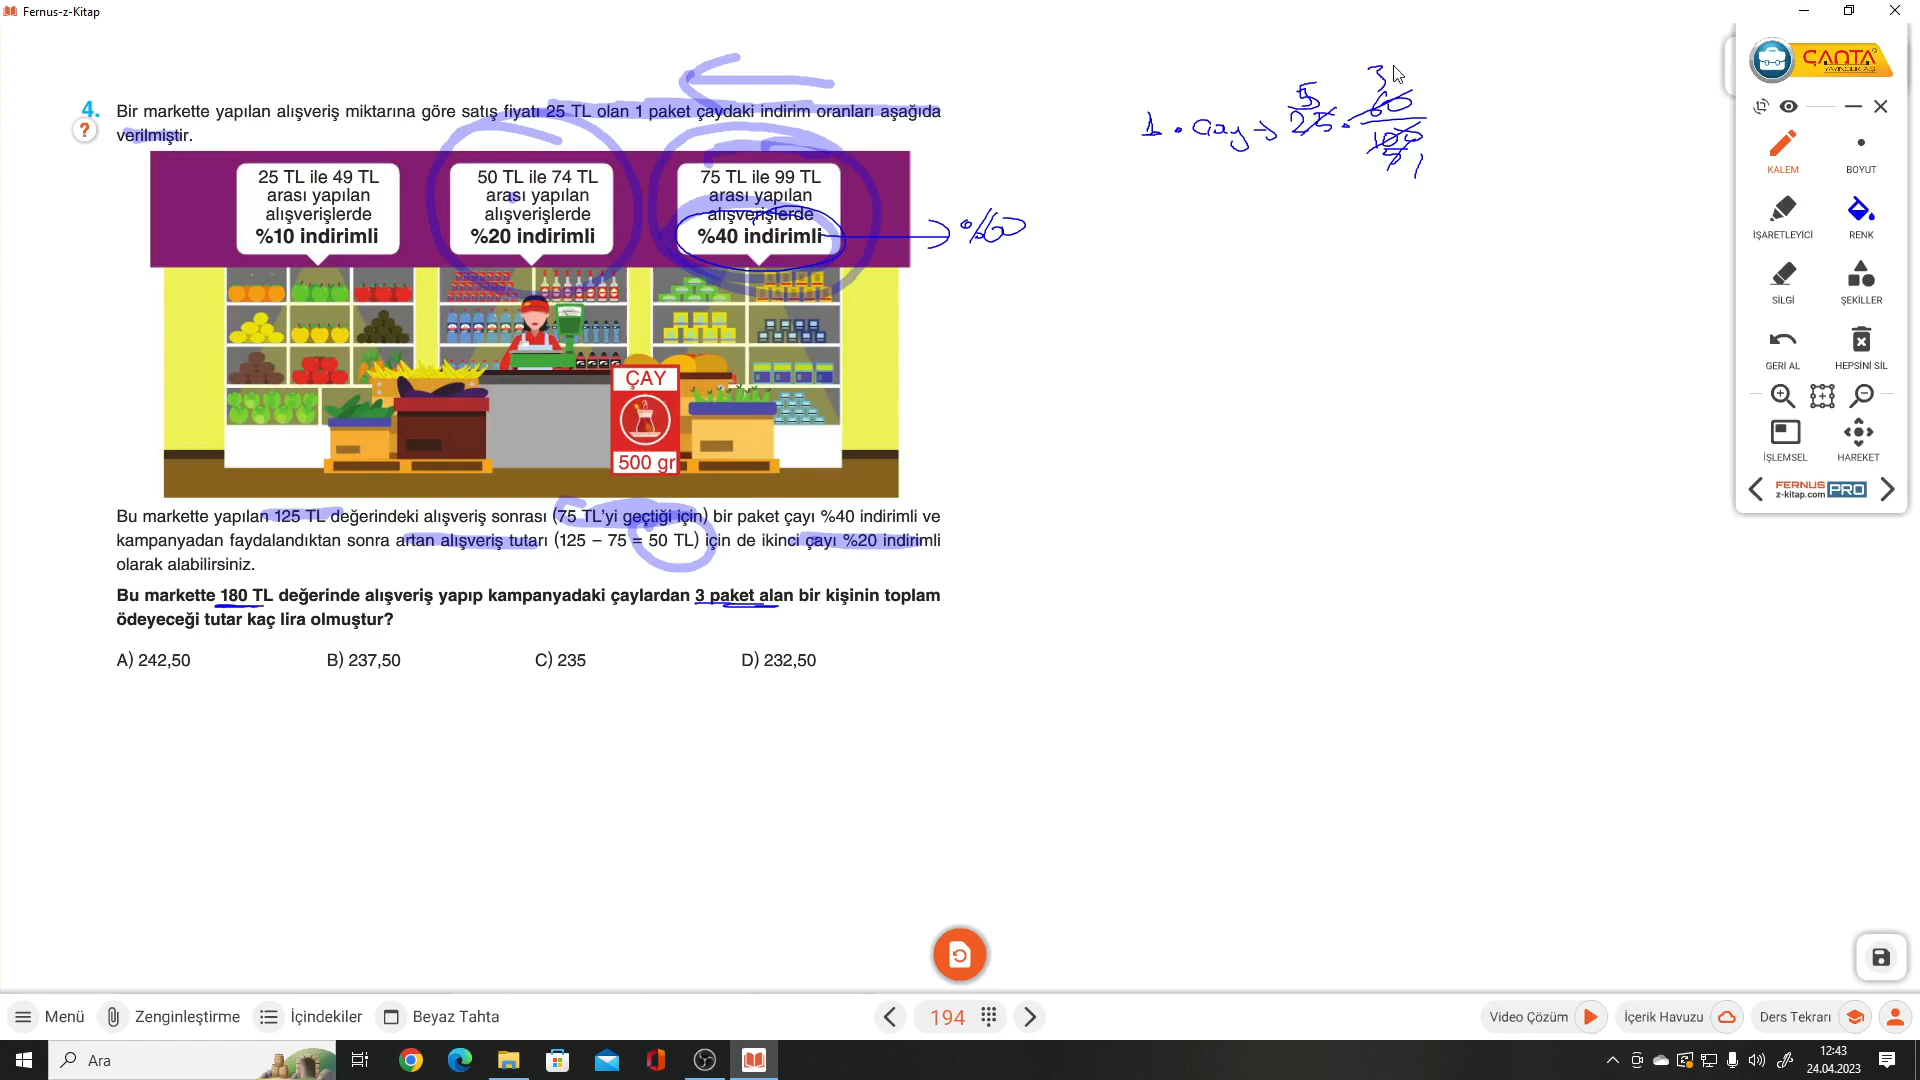 Fernus-z-Kitap
4. Bir markette yapılan alışveriş miktarına göre satış fiyatı 25 TL olan 1 paket çaydaki indirim oranları aşağıda
? verilmiştir.
25 TL ile 49 TL
arası yapılan
alışverişlerde
%10 indirimli
50 TL ile 74 TL
arası yapılan
alışverişlerde
%20 indirimli
75 TL ile 99 TL
arası yapılan
alışverişlerde
%40 indirimli
%60
1. çay → 25 . 60
100
5
3
5
1
ÇAY
500 gr
Bu markette yapılan 125 TL değerindeki alışveriş sonrası (75 TL'yi geçtiği için) bir paket çayı %40 indirimli ve
kampanyadan faydalandıktan sonra artan alışveriş tutarı (125 – 75 = 50 TL) için de ikinci çayı %20 indirimli
olarak alabilirsiniz.
Bu markette 180 TL değerinde alışveriş yapıp kampanyadaki çaylardan 3 paket alan bir kişinin toplam
ödeyeceği tutar kaç lira olmuştur?
A) 242,50 B) 237,50 C) 235 D) 232,50
ÇANTA
YAYINCILIK
KALEM BOYUT
İŞARETLEYİCİ RENK
SİLGİ ŞEKİLLER
GERİ AL HEPSİNİ SİL
İŞLEMSEL HAREKET
FERNUS
z-kitap.com PRO
Menü Zenginleştirme İçindekiler Beyaz Tahta 194 Video Çözüm İçerik Havuzu Ders Tekrarı
Ara
12:43
24.04.2023